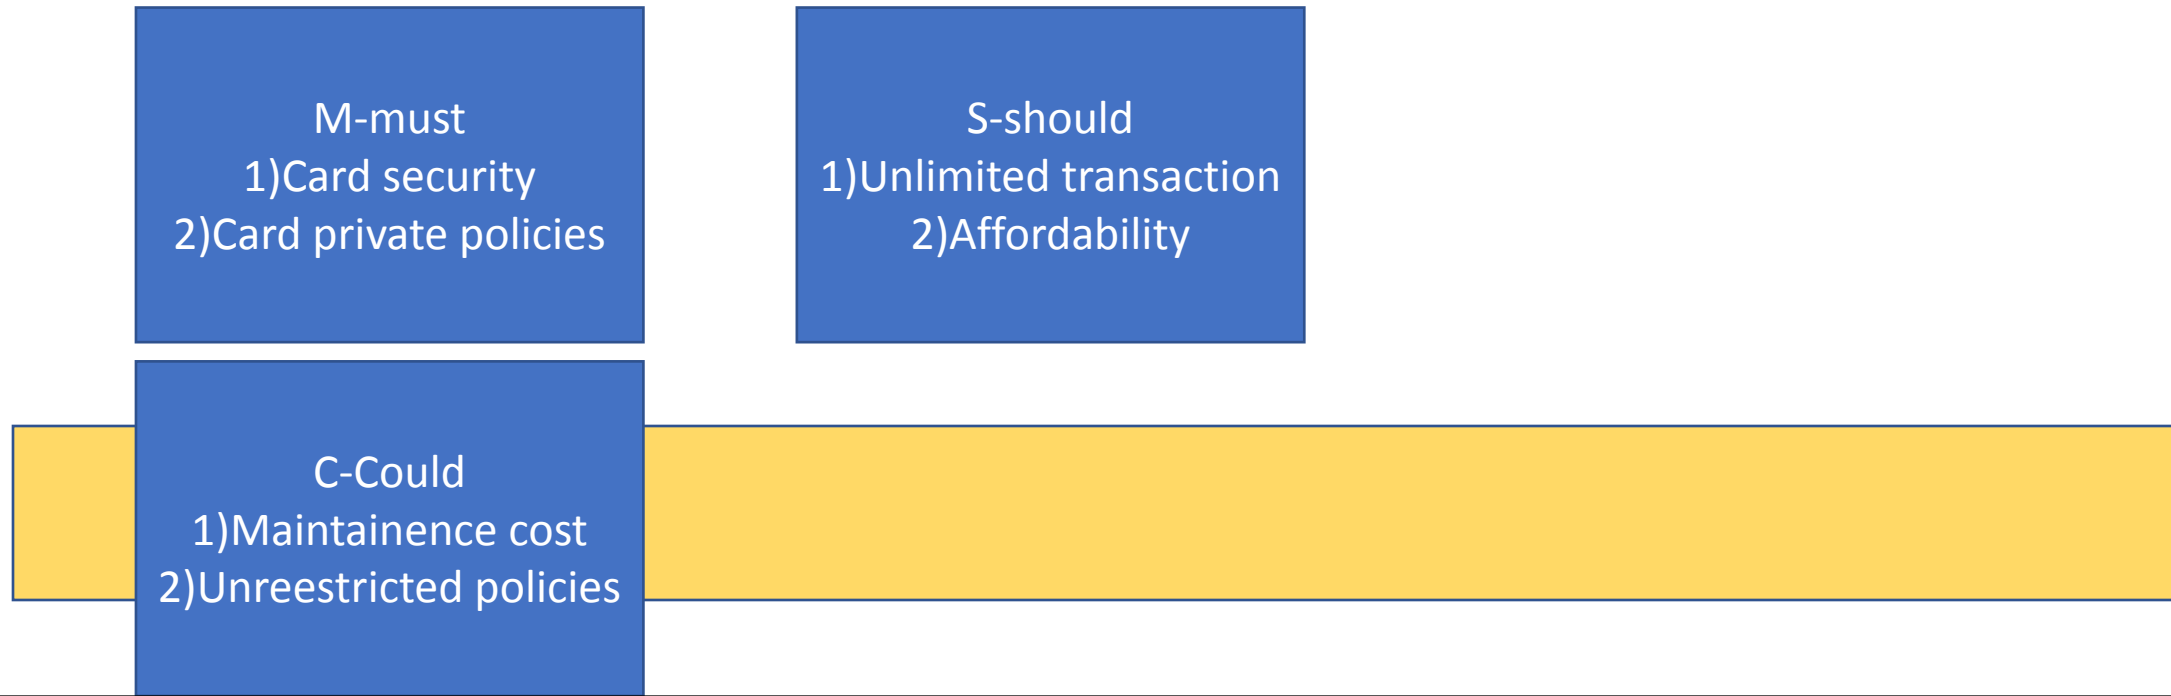 M-must
1)Card security
2)Card private policies
S-should
1)Unlimited transaction
2)Affordability
C-Could
1)Maintainence cost
2)Unreestricted policies